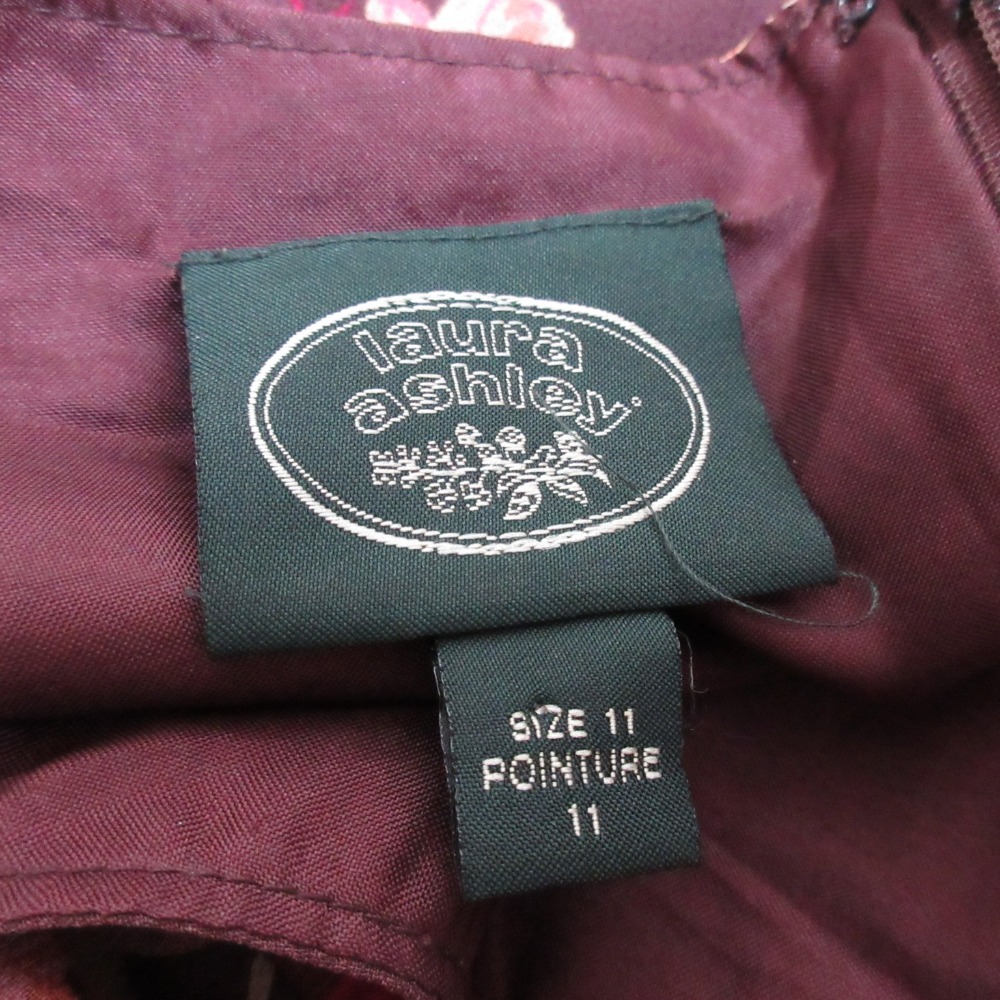 laura
ashley
SIZE 11
POINTURE
11